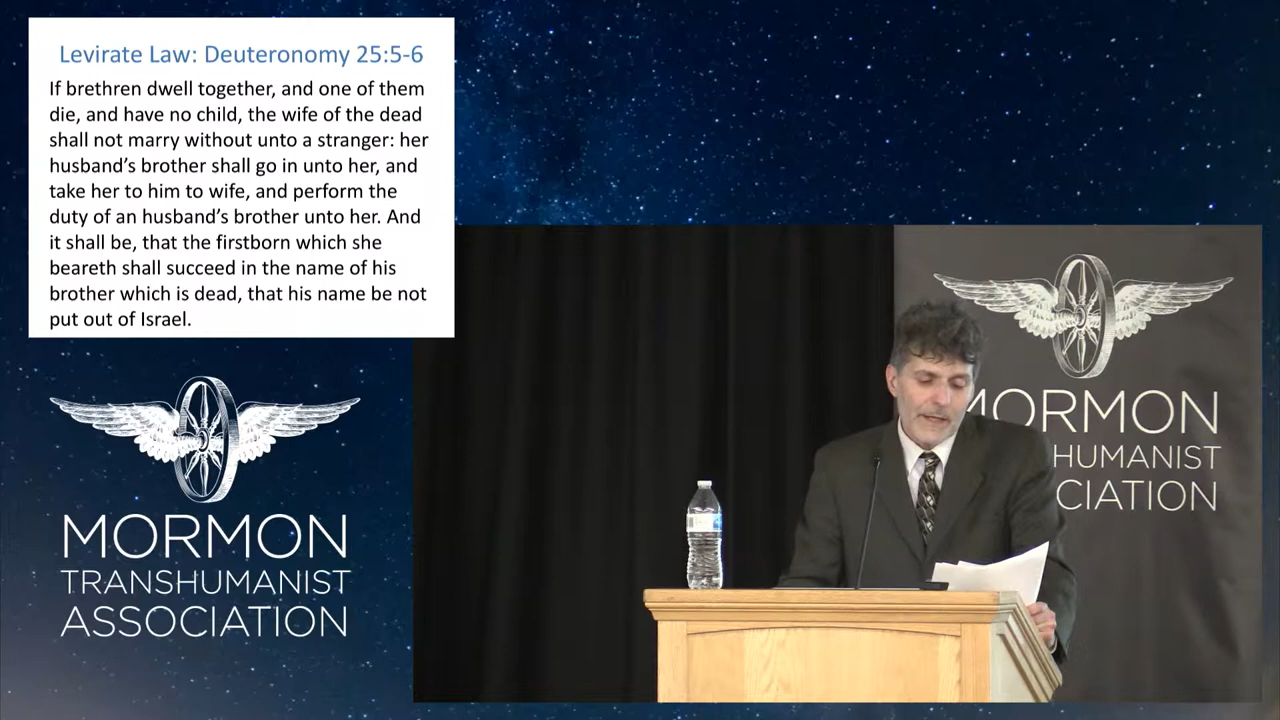 Levirate Law: Deuteronomy 25:5-6
If brethren dwell together, and one of them
die, and have no child, the wife of the dead
shall not marry without unto a stranger: her
husband's brother shall go in unto her, and
take her to him to wife, and perform the
duty of an husband's brother unto her. And
it shall be, that the firstborn which she
beareth shall succeed in the name of his
brother which is dead, that his name be not
put out of Israel.
MORMON
TRANSHUMANIST
ASSOCIATION
MORMON
HUMANIST
CIATION